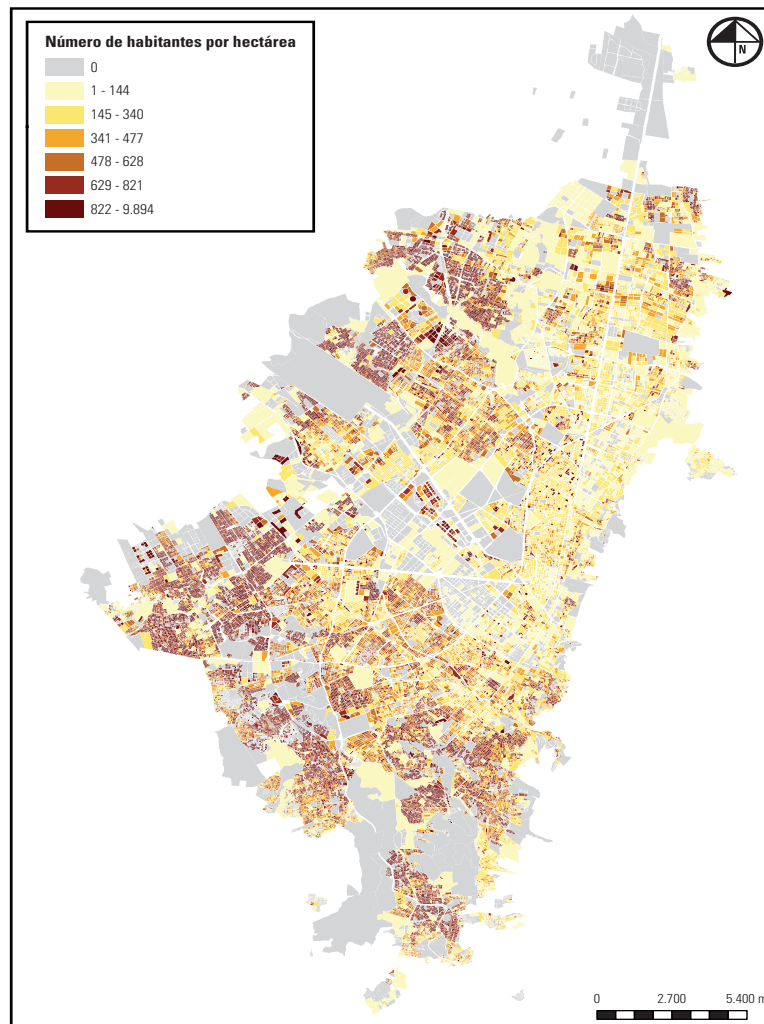 Número de habitantes por hectárea
0
1 - 144
145 - 340
341 - 477
478 - 628
629 - 821
822 - 9.894
N
0 2.700 5.400 m